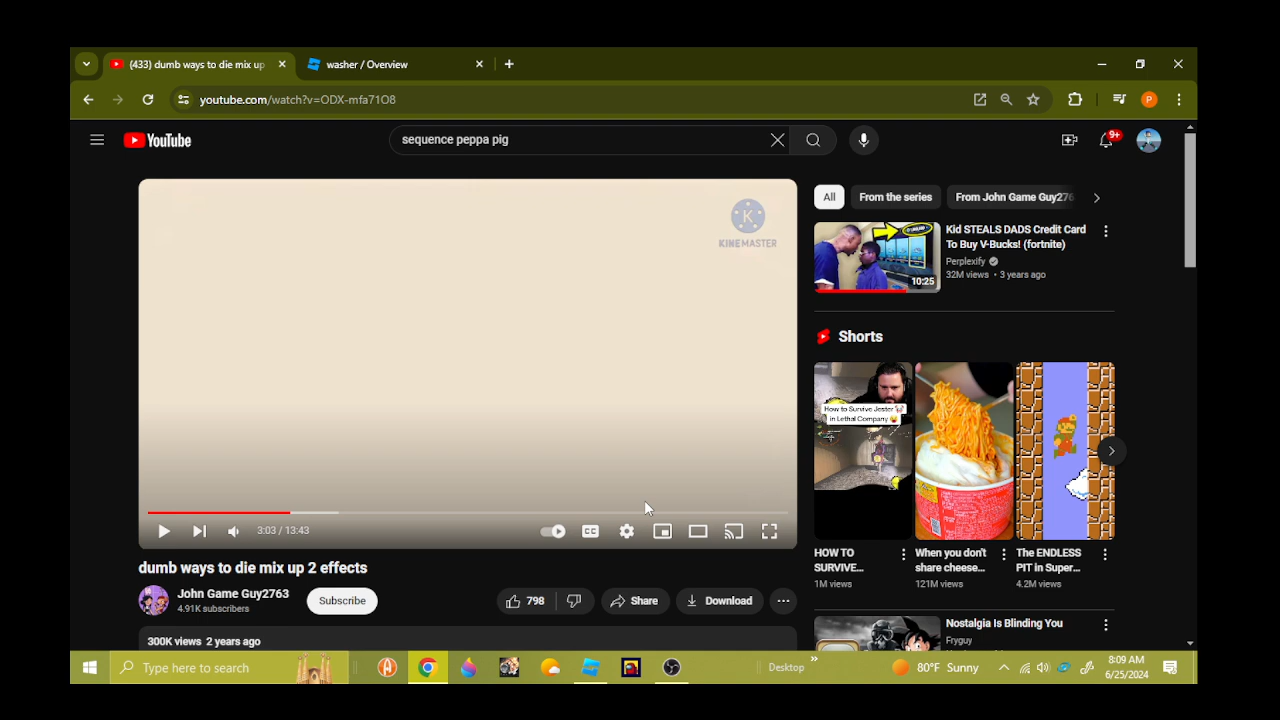 (433) dumb ways to die mix up
washer / Overview
youtube.com/watch?v=ODX-mfa71O8
P
YouTube
sequence peppa pig
9+
K
KINEMASTER
3:03 / 13:43
CC
dumb ways to die mix up 2 effects
John Game Guy2763
4.91K subscribers
Subscribe
798
Share
Download
300K views 2 years ago
All
From the series
From John Game Guy276
Kid STEALS DADS Credit Card
To Buy V-Bucks! (fortnite)
Perplexify
32M views • 3 years ago
10:25
Shorts
How to Survive Jester
in Lethal Company
HOW TO
SURVIVE...
1M views
When you don't
share cheese...
121M views
The ENDLESS
PIT in Super...
4.2M views
Nostalgia Is Blinding You
Fryguy
Type here to search
Desktop
80°F Sunny
8:09 AM
6/25/2024